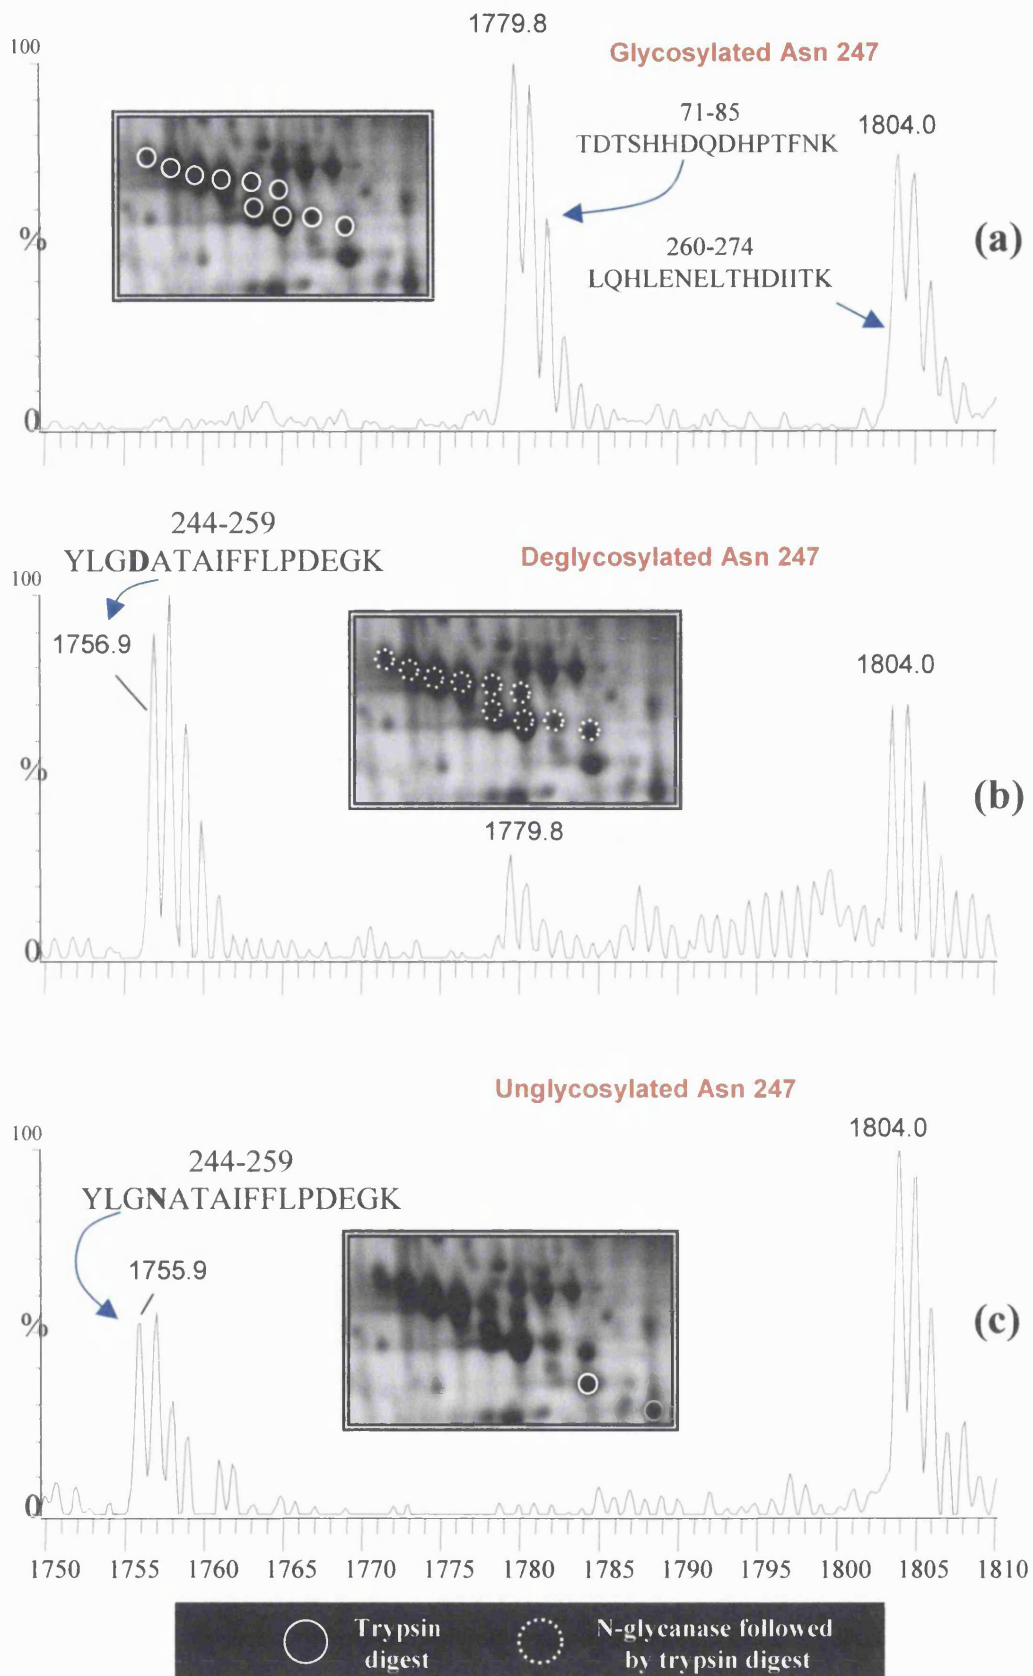 1779.8
100
Glycosylated Asn 247
71-85
TDTSHHDQDHPTFNK
1804.0
%
260-274
LQHLENELTHDIITK
(a)
0
244-259
YLGDATAIFFLPDEGK
Deglycosylated Asn 247
100
1756.9
1804.0
%
(b)
1779.8
0
Unglycosylated Asn 247
100
1804.0
244-259
YLGNATAIFFLPDEGK
1755.9
%
(c)
0
1750 1755 1760 1765 1770 1775 1780 1785 1790 1795 1800 1805 1810
Trypsin
digest
N-glycanase followed
by trypsin digest